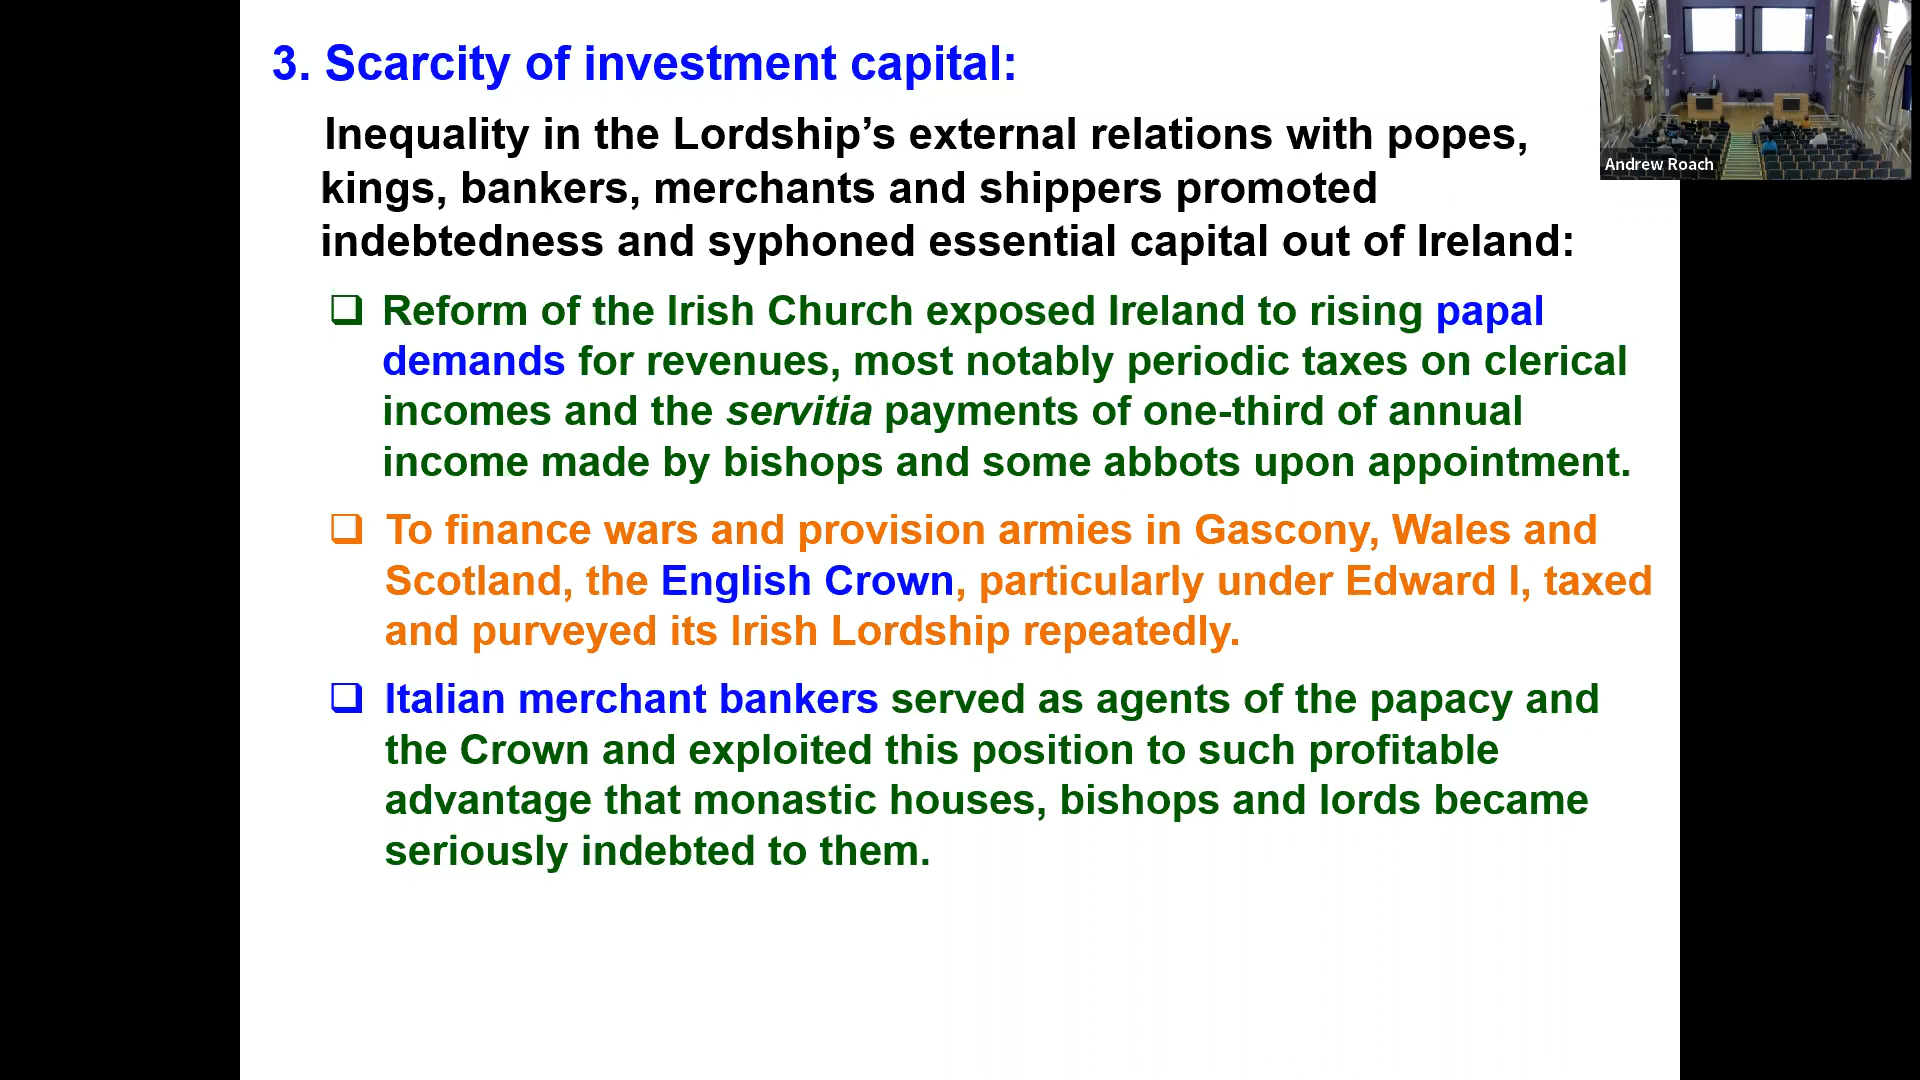 3. Scarcity of investment capital:
Inequality in the Lordship’s external relations with popes,
kings, bankers, merchants and shippers promoted
indebtedness and syphoned essential capital out of Ireland:
❑ Reform of the Irish Church exposed Ireland to rising papal
demands for revenues, most notably periodic taxes on clerical
incomes and the servitia payments of one-third of annual
income made by bishops and some abbots upon appointment.
❑ To finance wars and provision armies in Gascony, Wales and
Scotland, the English Crown, particularly under Edward I, taxed
and purveyed its Irish Lordship repeatedly.
❑ Italian merchant bankers served as agents of the papacy and
the Crown and exploited this position to such profitable
advantage that monastic houses, bishops and lords became
seriously indebted to them.
Andrew Roach